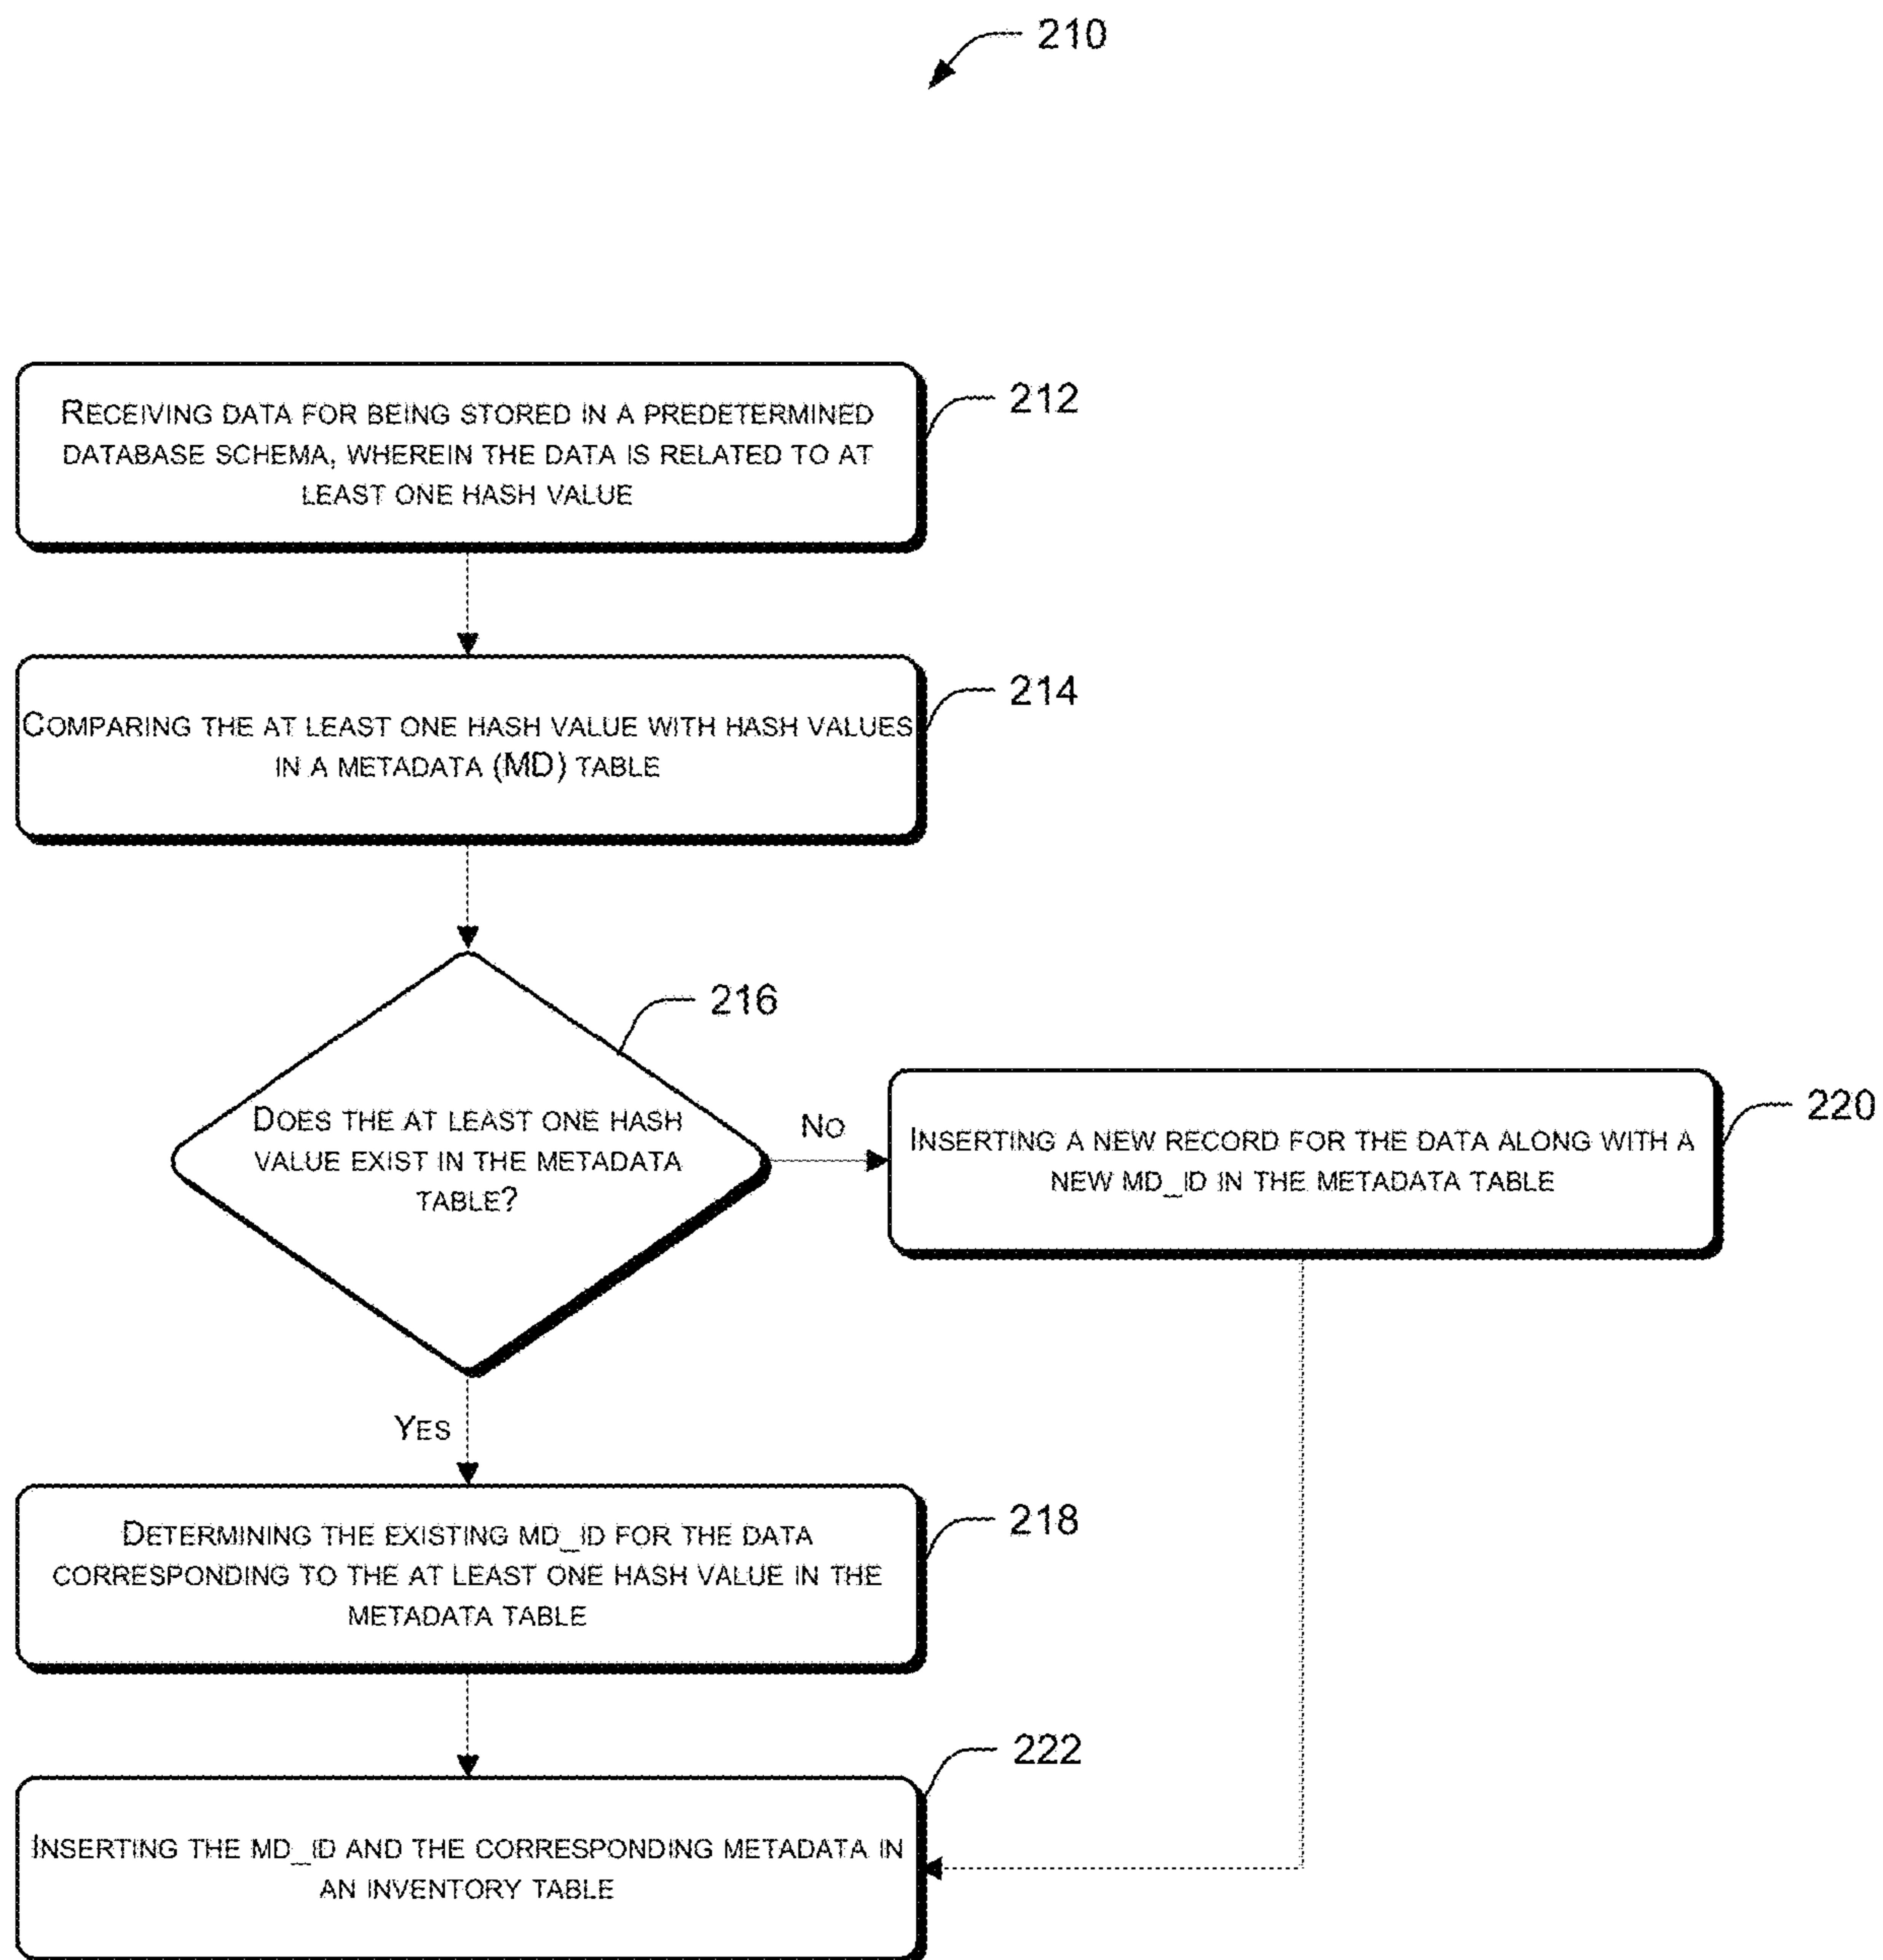 210
RECEIVING DATA FOR BEING STORED IN A PREDETERMINED
DATABASE SCHEMA, WHEREIN THE DATA IS RELATED TO AT
LEAST ONE HASH VALUE
212
COMPARING THE AT LEAST ONE HASH VALUE WITH HASH VALUES
IN A METADATA (MD) TABLE
214
216
DOES THE AT LEAST ONE HASH
VALUE EXIST IN THE METADATA
TABLE?
NO
INSERTING A NEW RECORD FOR THE DATA ALONG WITH A
NEW MD_ID IN THE METADATA TABLE
220
YES
DETERMINING THE EXISTING MD_ID FOR THE DATA
CORRESPONDING TO THE AT LEAST ONE HASH VALUE IN THE
METADATA TABLE
218
INSERTING THE MD_ID AND THE CORRESPONDING METADATA IN
AN INVENTORY TABLE
222